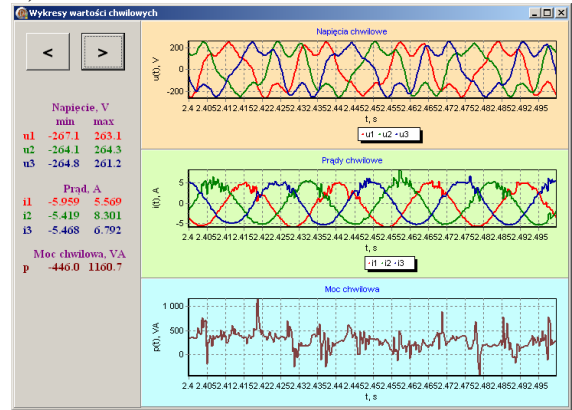 Wykresy wartości chwilowych
<
>
Napięcie, V
min max
u1 -267.1 263.1
u2 -264.1 264.3
u3 -264.8 261.2
Prąd, A
i1 -5.959 5.569
i2 -5.419 8.301
i3 -5.468 6.792
Moc chwilowa, VA
p -446.0 1160.7
Napięcia chwilowe
u(t), V
200
0
-200
2.4 2.4052.412.4152.422.4252.432.4352.442.4452.452.4552.462.4652.472.4752.482.4852.492.495
t, s
u1 u2 u3
Prądy chwilowe
i(t), A
5
0
-5
2.4 2.4052.412.4152.422.4252.432.4352.442.4452.452.4552.462.4652.472.4752.482.4852.492.495
t, s
i1 i2 i3
Moc chwilowa
p(t), VA
1 000
500
0
2.4 2.4052.412.4152.422.4252.432.4352.442.4452.452.4552.462.4652.472.4752.482.4852.492.495
t, s